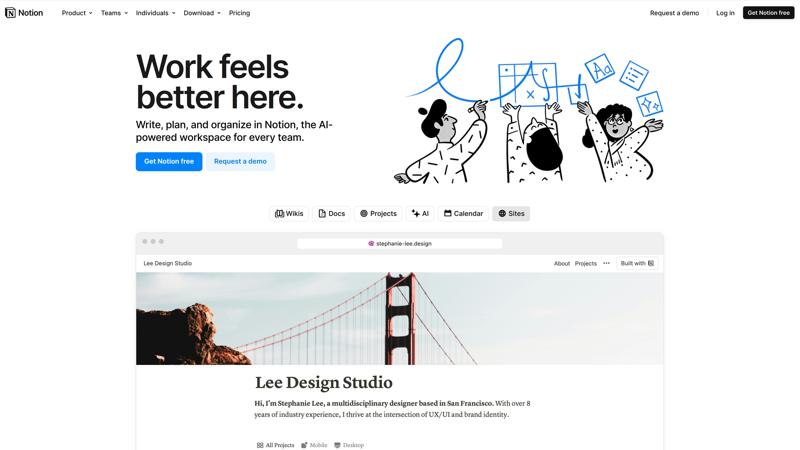 Notion
Product
Teams
Individuals
Download
Pricing
Request a demo
Log in
Get Notion free
Work feels
better here.
Write, plan, and organize in Notion, the AI-
powered workspace for every team.
Get Notion free
Request a demo
Aa
Wikis
Docs
Projects
AI
Calendar
Sites
stephanie-lee.design
Lee Design Studio
About
Projects
•••
Built with
Lee Design Studio
Hi, I'm Stephanie Lee, a multidisciplinary designer based in San Francisco. With over 8
years of industry experience, I thrive at the intersection of UX/UI and brand identity.
All Projects
Mobile
Desktop